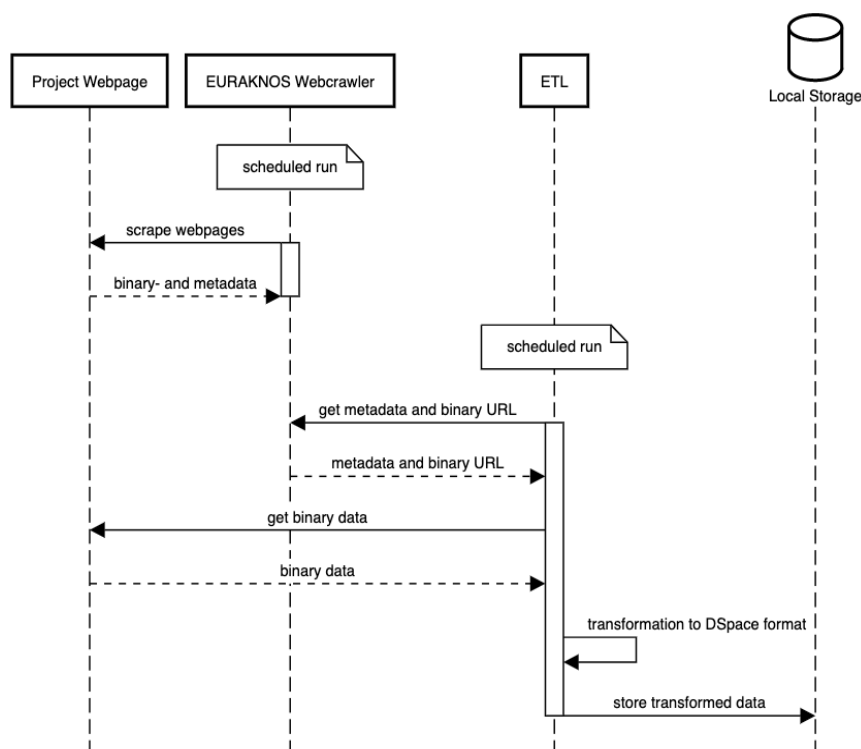 Project Webpage
EURAKNOS Webcrawler
ETL
Local Storage
scheduled run
scrape webpages
binary- and metadata
scheduled run
get metadata and binary URL
metadata and binary URL
get binary data
binary data
transformation to DSpace format
store transformed data